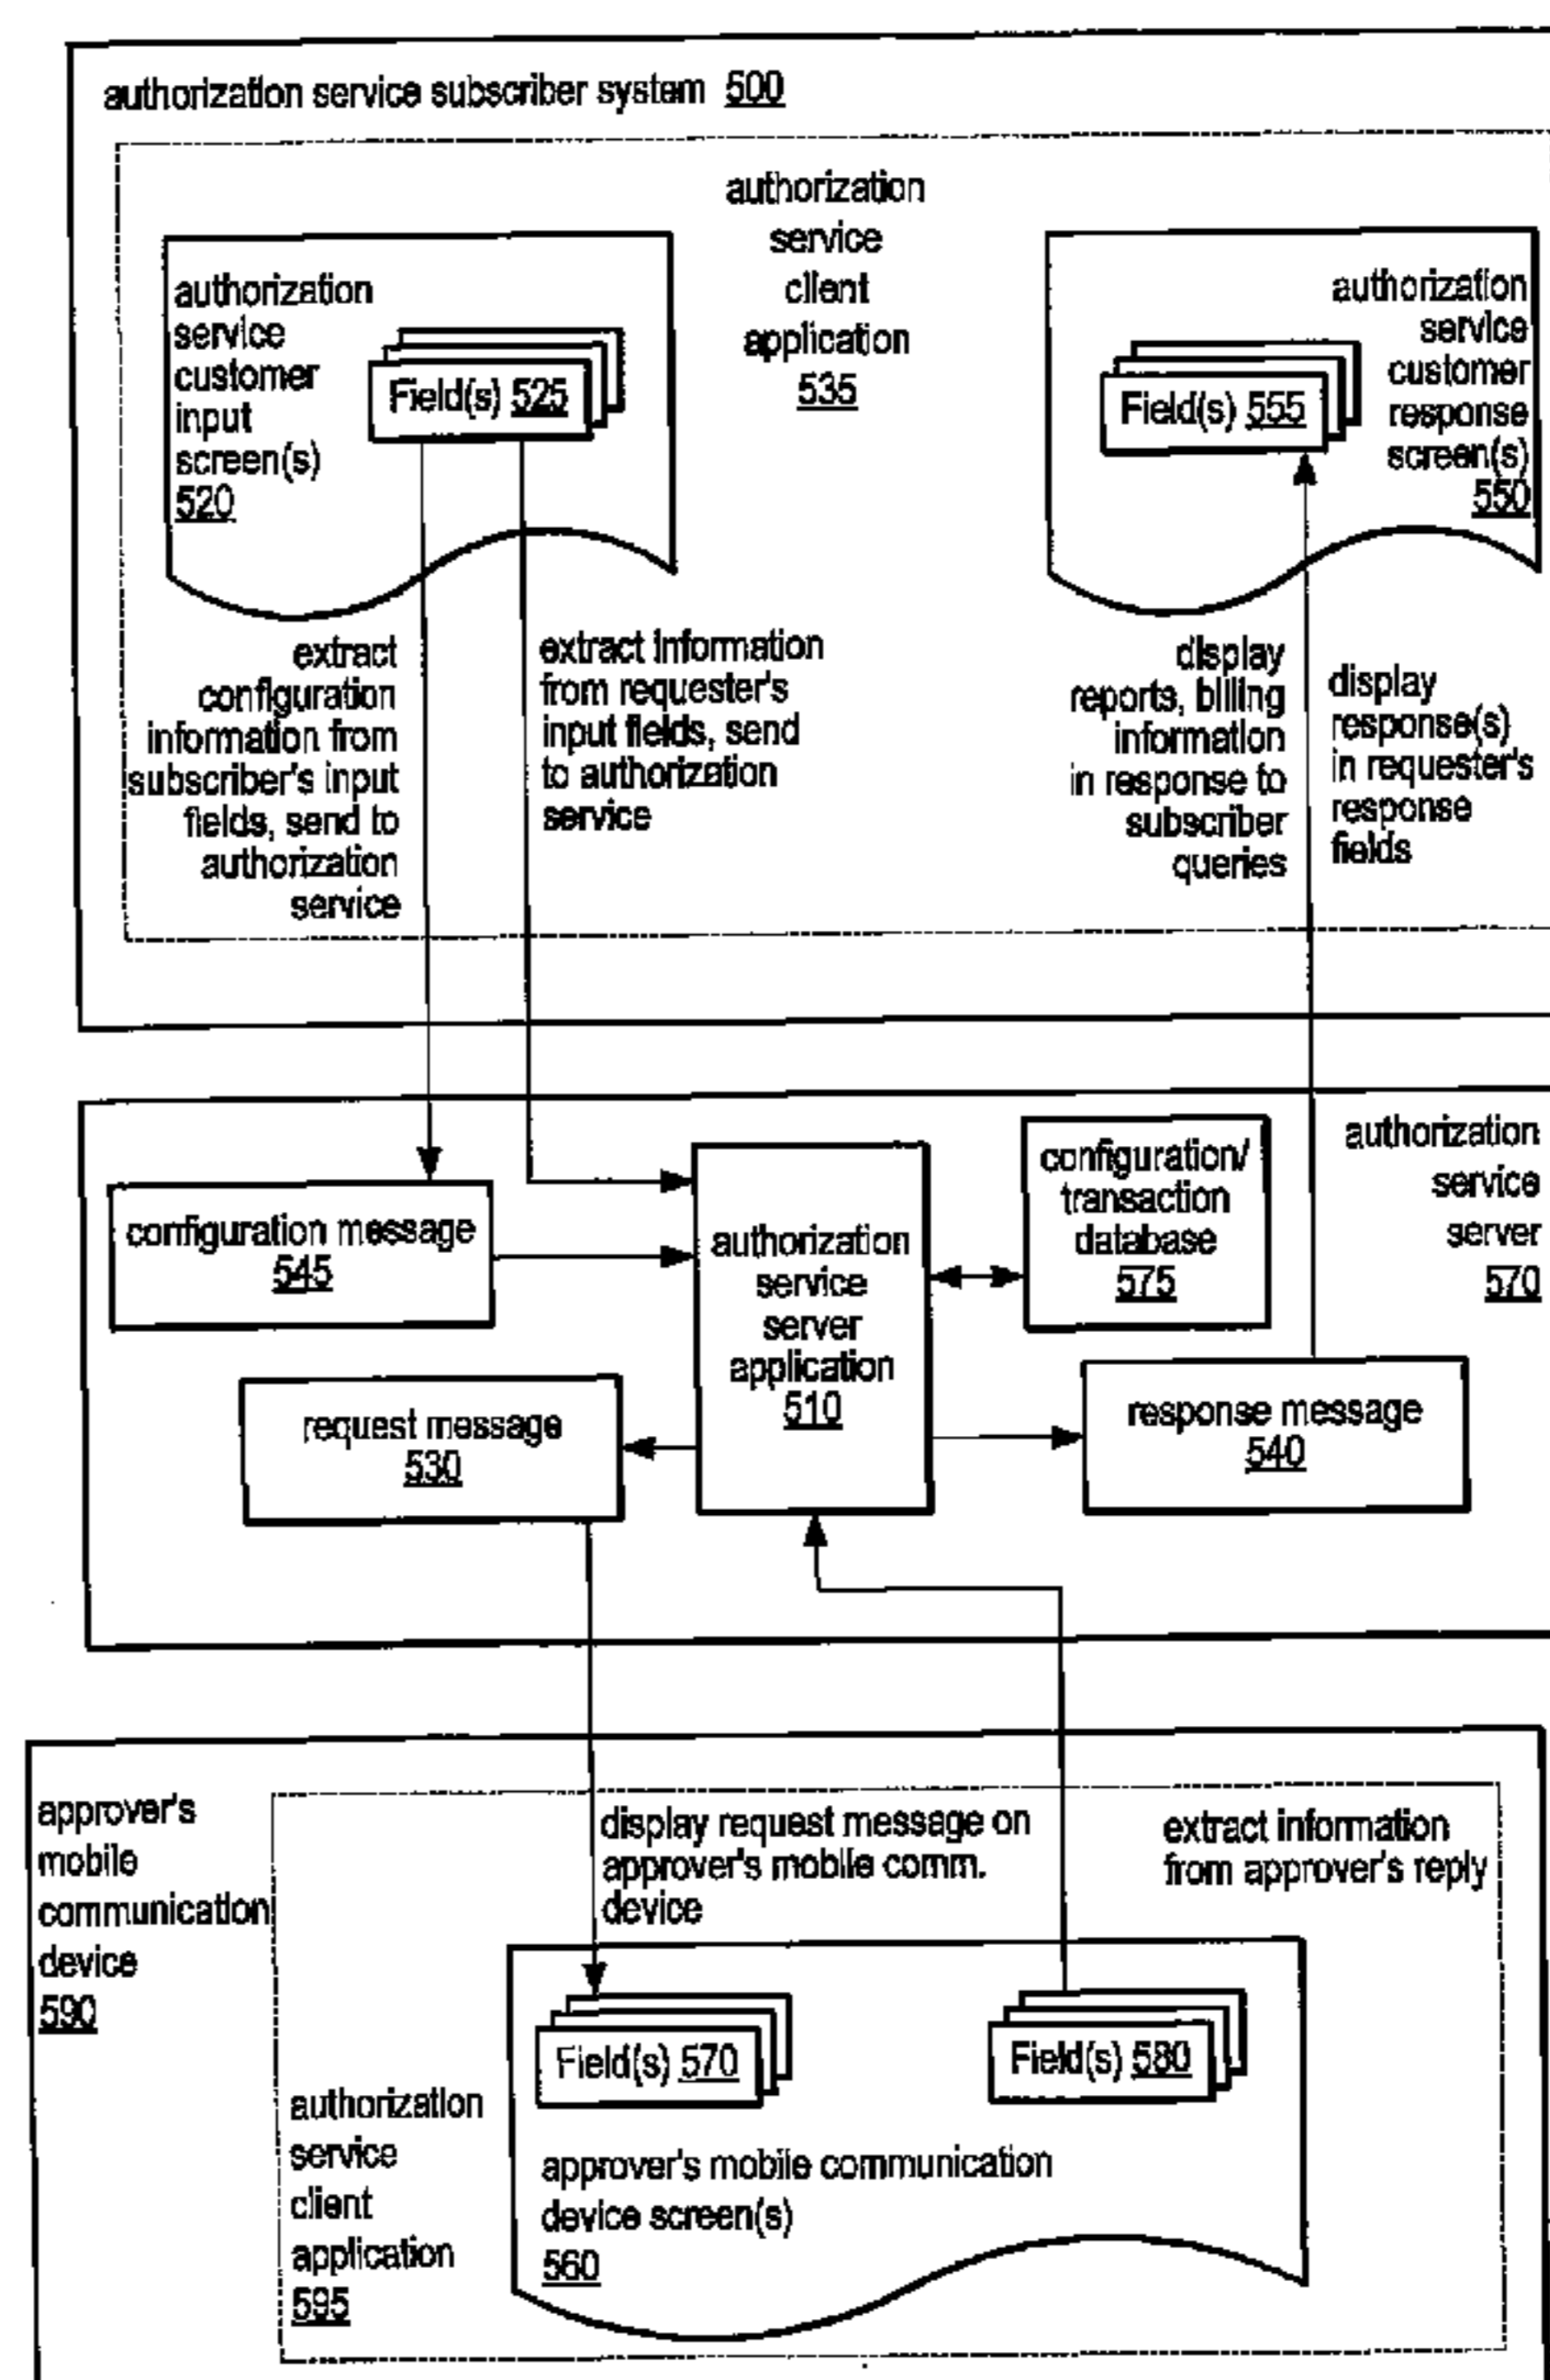 authorization service subscriber system 500
authorization
service
client
application
535
authorization
service
customer
input
screen(s)
520
Field(s) 525
Field(s) 555
authorization
service
customer
response
screen(s)
550
extract
configuration
information from
subscriber's input
fields, send to
authorization
service
extract information
from requester's
input fields, send
to authorization
service
display
reports, billing
information
in response to
subscriber
queries
display
response(s)
in requester's
response
fields
configuration message
545
authorization
service
server
application
510
configuration/
transaction
database
575
authorization
service
server
570
request message
530
response message
540
approver's
mobile
communication
device
590
display request message on
approver's mobile comm.
device
extract information
from approver's reply
Field(s) 570
Field(s) 580
authorization
service
client
application
595
approver's mobile communication
device screen(s)
560